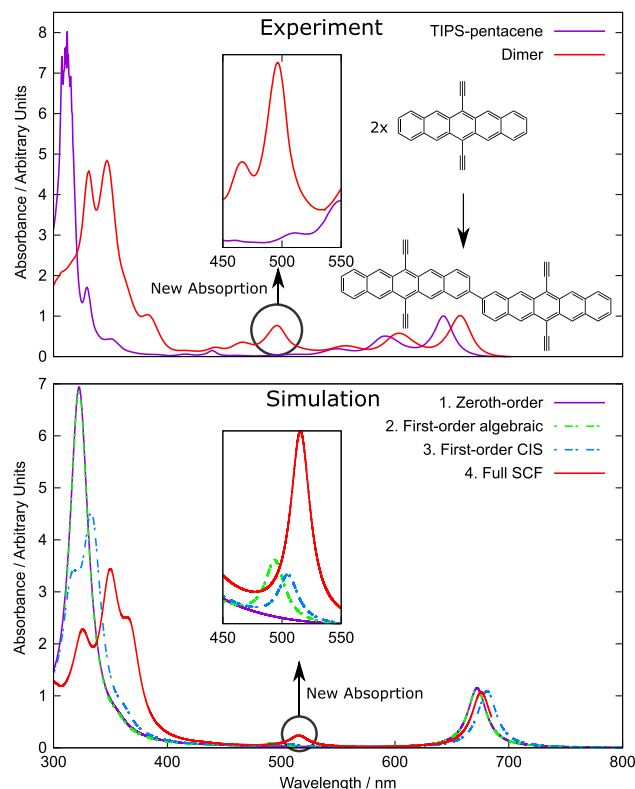 Experiment
TIPS-pentacene
Dimer
2x
New Absoprtion
Absorbance / Arbitrary Units
8
7
6
5
4
3
2
1
0
450 500 550
Simulation
1. Zeroth-order
2. First-order algebraic
3. First-order CIS
4. Full SCF
New Absoprtion
Absorbance / Arbitrary Units
7
6
5
4
3
2
1
0
450 500 550
300 400 500 600 700 800
Wavelength / nm